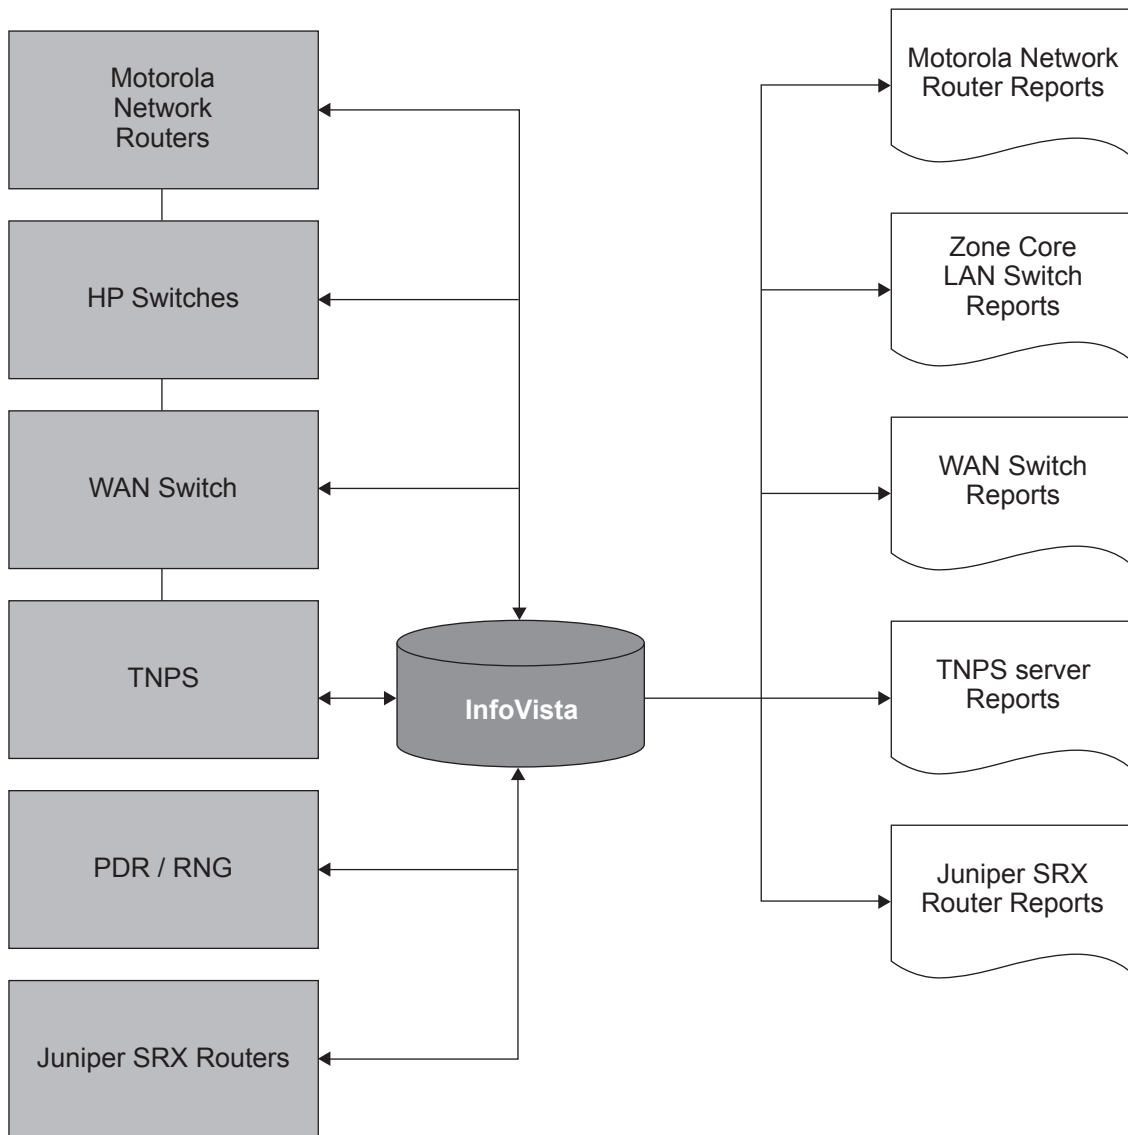 Motorola
Network
Routers
HP Switches
WAN Switch
TNPS
PDR / RNG
Juniper SRX Routers
InfoVista
Motorola Network
Router Reports
Zone Core
LAN Switch
Reports
WAN Switch
Reports
TNPS server
Reports
Juniper SRX
Router Reports